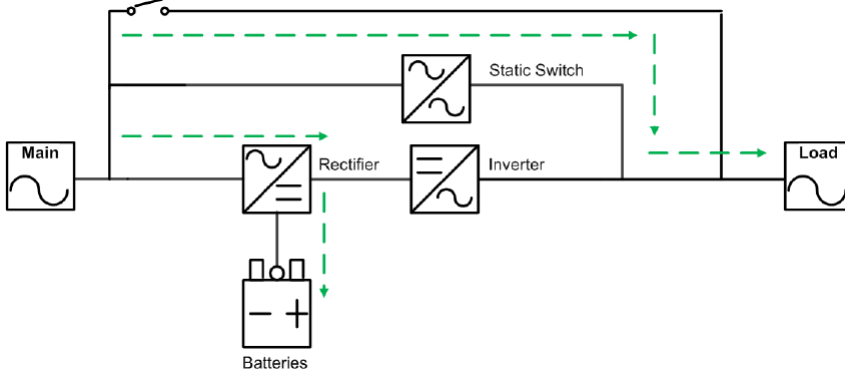 Static Switch
Main
Rectifier
Inverter
Load
Batteries